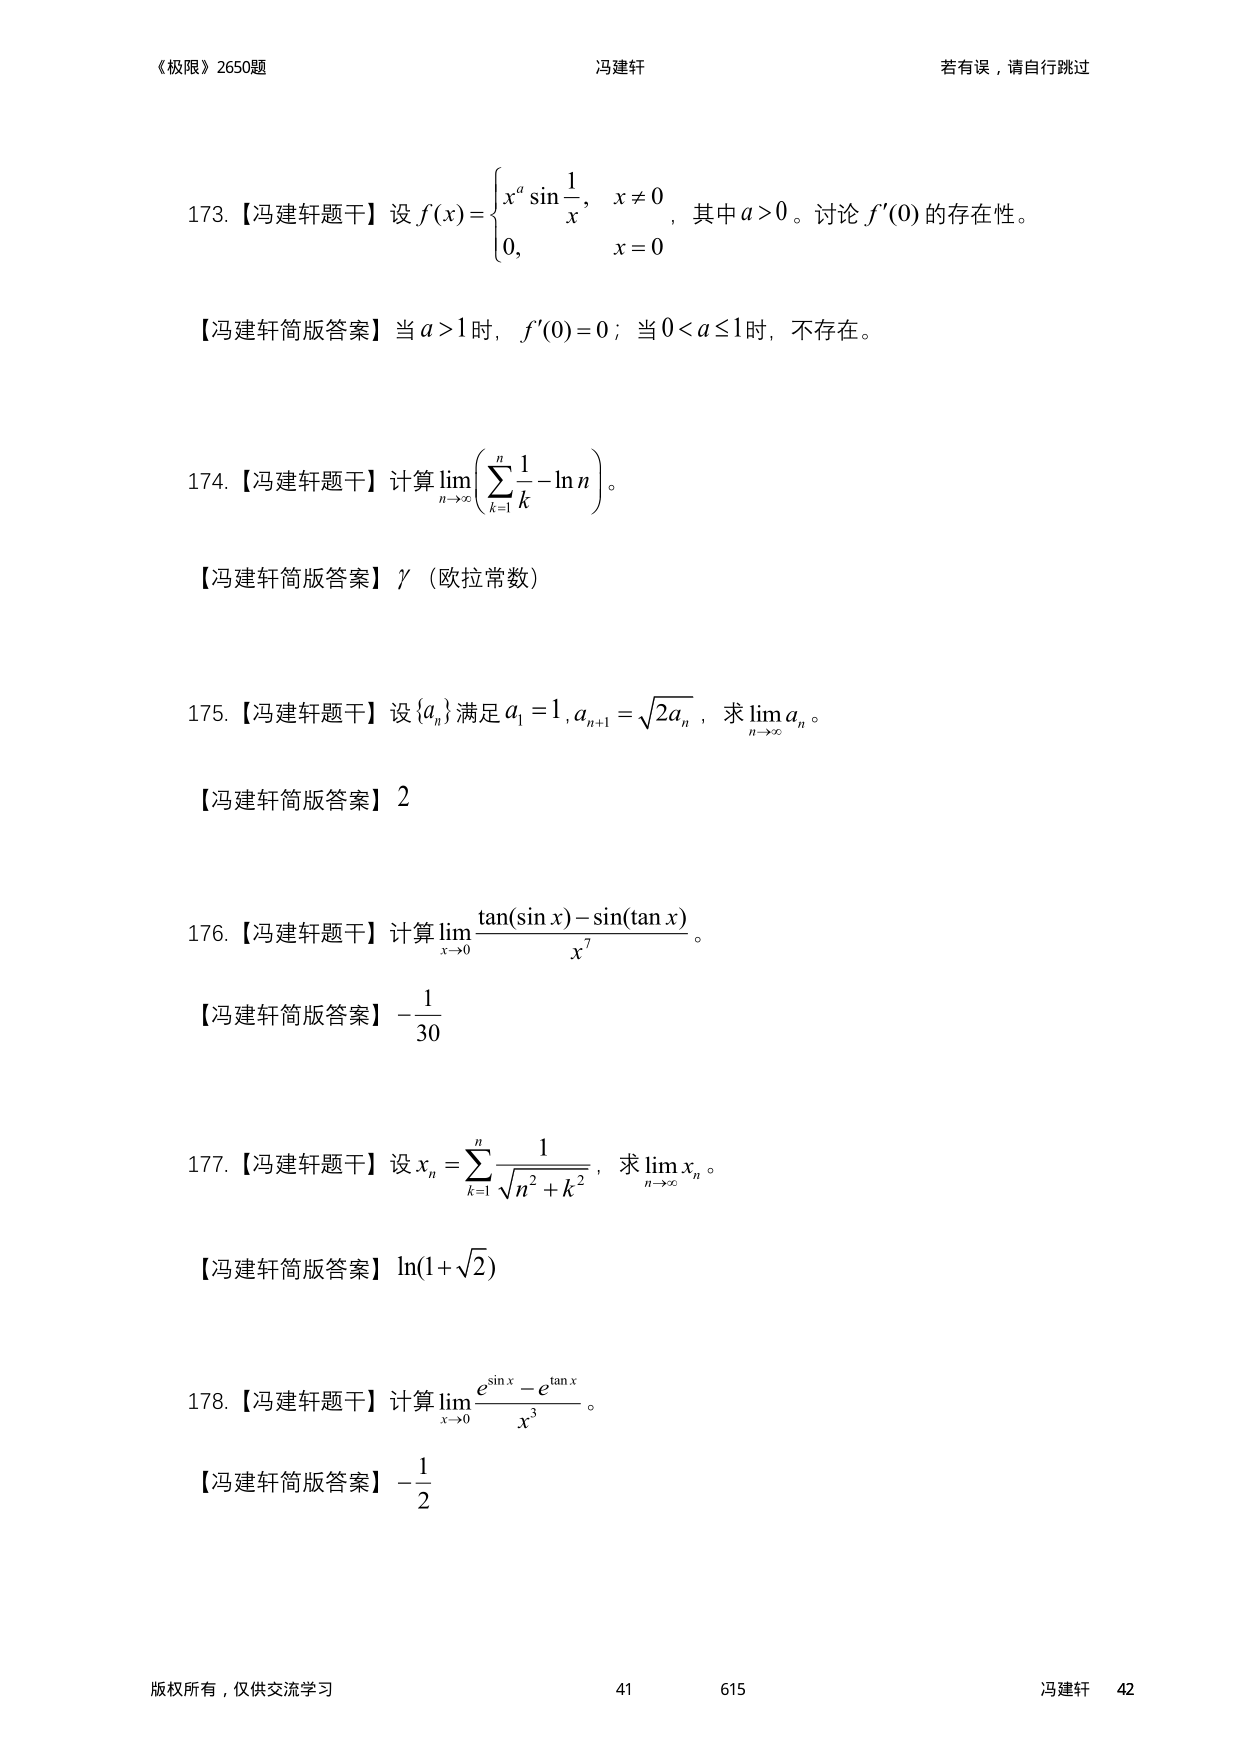 《极限》2650题 冯建轩 若有误，请自行跳过
173.【冯建轩题干】设 f(x) = { x^a sin 1/x, x ≠ 0; 0, x = 0 ，其中 a > 0 。讨论 f′(0) 的存在性。
【冯建轩简版答案】当 a > 1 时， f′(0) = 0 ；当 0 < a ≤ 1 时，不存在。
174.【冯建轩题干】计算 lim_{n→∞} ( ∑_{k=1}^{n} 1/k − ln n ) 。
【冯建轩简版答案】 γ （欧拉常数）
175.【冯建轩题干】设 {a_n} 满足 a_1 = 1 , a_{n+1} = √(2a_n) ，求 lim_{n→∞} a_n 。
【冯建轩简版答案】 2
176.【冯建轩题干】计算 lim_{x→0} (tan(sin x) − sin(tan x))/x^7 。
【冯建轩简版答案】 −1/30
177.【冯建轩题干】设 x_n = ∑_{k=1}^{n} 1/√(n^2 + k^2) ，求 lim_{n→∞} x_n 。
【冯建轩简版答案】 ln(1 + √2)
178.【冯建轩题干】计算 lim_{x→0} (e^{sin x} − e^{tan x})/x^3 。
【冯建轩简版答案】 −1/2
版权所有，仅供交流学习 41 615 冯建轩 42